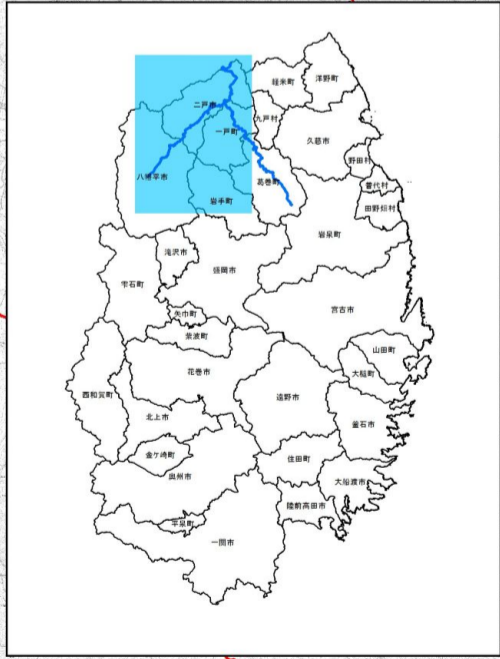 軽米町
洋野町
二戸市
九戸村
一戸町
久慈市
野田村
八幡平市
葛巻町
普代村
岩手町
田野畑村
岩泉町
滝沢市
盛岡市
雫石町
宮古市
矢巾町
紫波町
山田町
花巻市
大槌町
西和賀町
遠野市
北上市
釜石市
金ケ崎町
住田町
奥州市
大船渡市
陸前高田市
平泉町
一関市